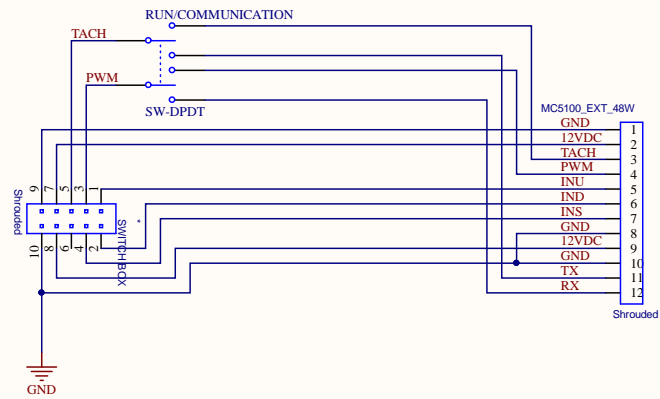 RUN/COMMUNICATION
TACH
PWM
SW-DPDT
MC5100_EXT_48W
GND 1
12VDC 2
TACH 3
PWM 4
INU 5
IND 6
INS 7
GND 8
12VDC 9
GND 10
TX 11
RX 12
Shrouded
9 7 5 3 1
Shrouded
SWITCH BOX
*
10 8 6 4 2
GND